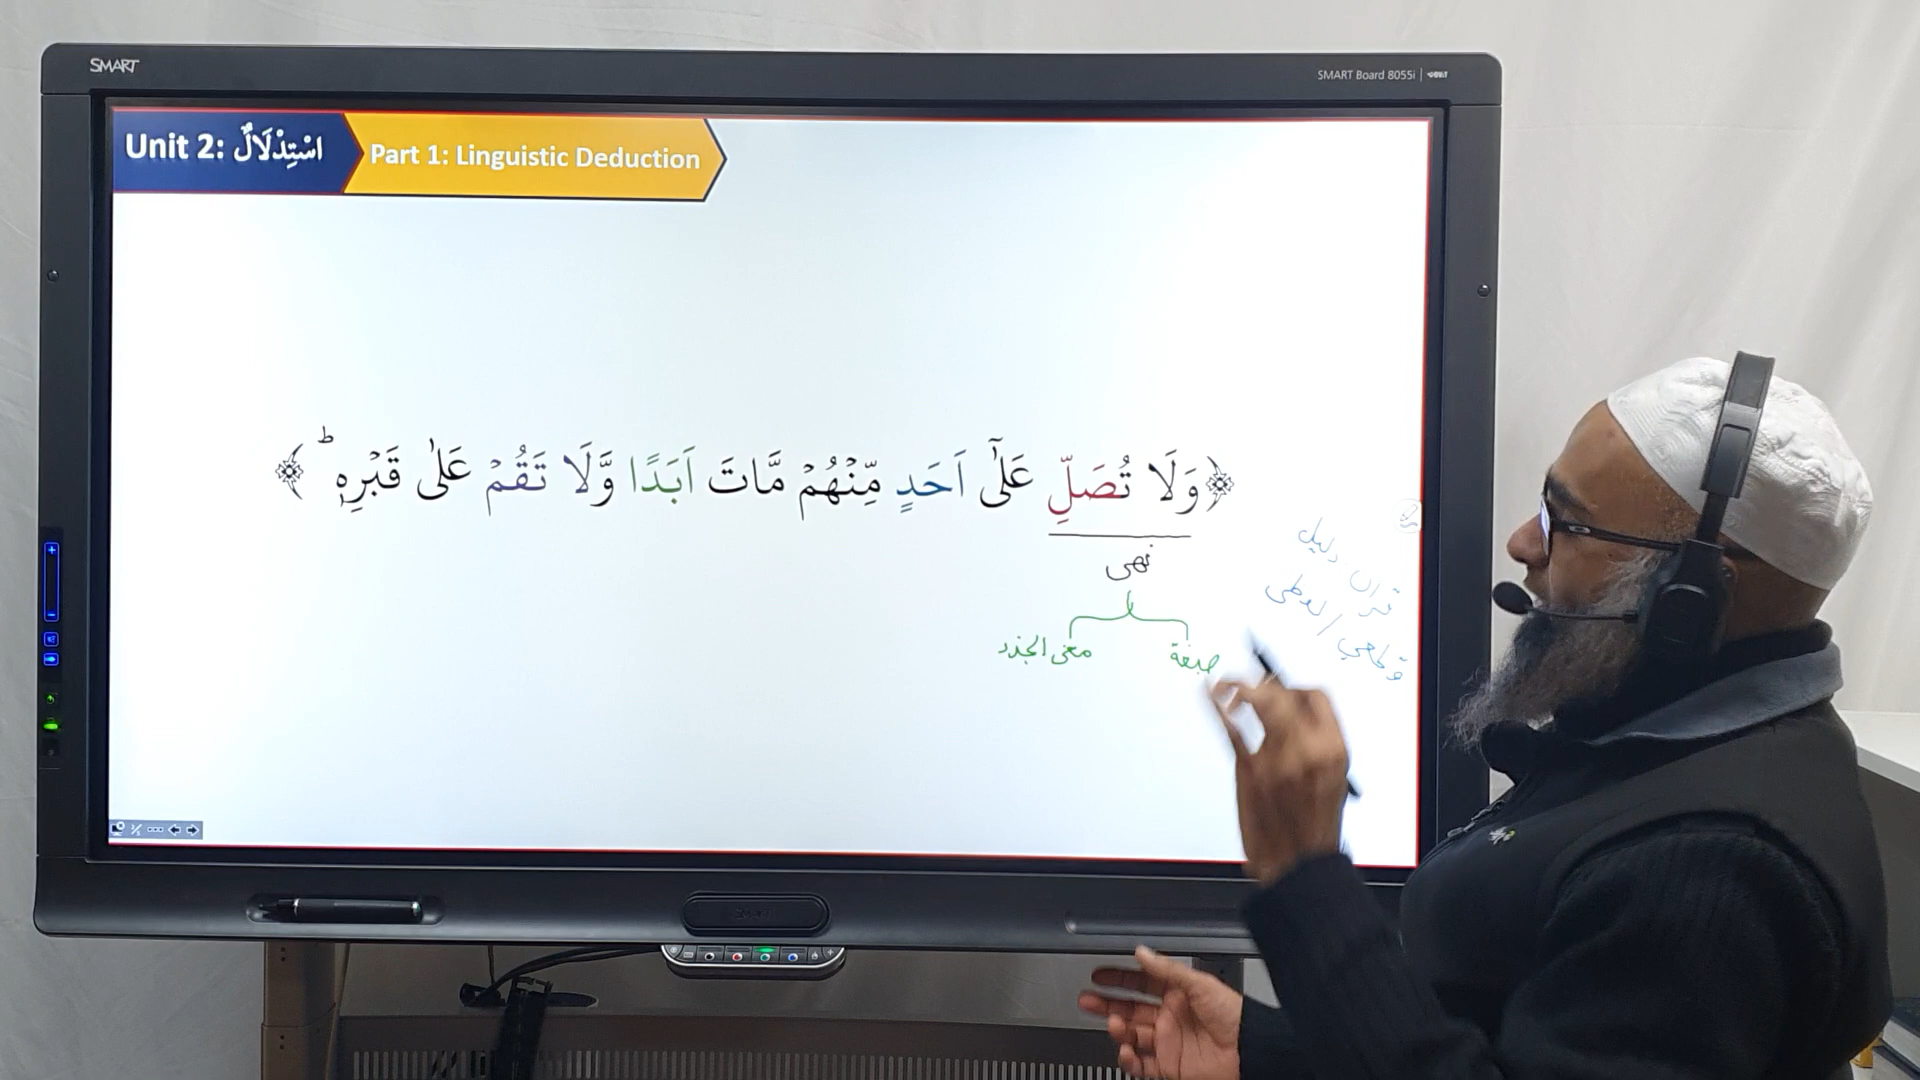 SMART
SMART Board 8055i
Unit 2: اسْتِدْلَالٌ
Part 1: Linguistic Deduction
﴿وَلَا تُصَلِّ عَلٰٓى اَحَدٍ مِّنْهُمْ مَّاتَ اَبَدًا وَّلَا تَقُمْ عَلٰى قَبْرِهٖ ؕ ﴾
نهي
صيغة
معنى الجذر
قرآن دليل
قطعي /